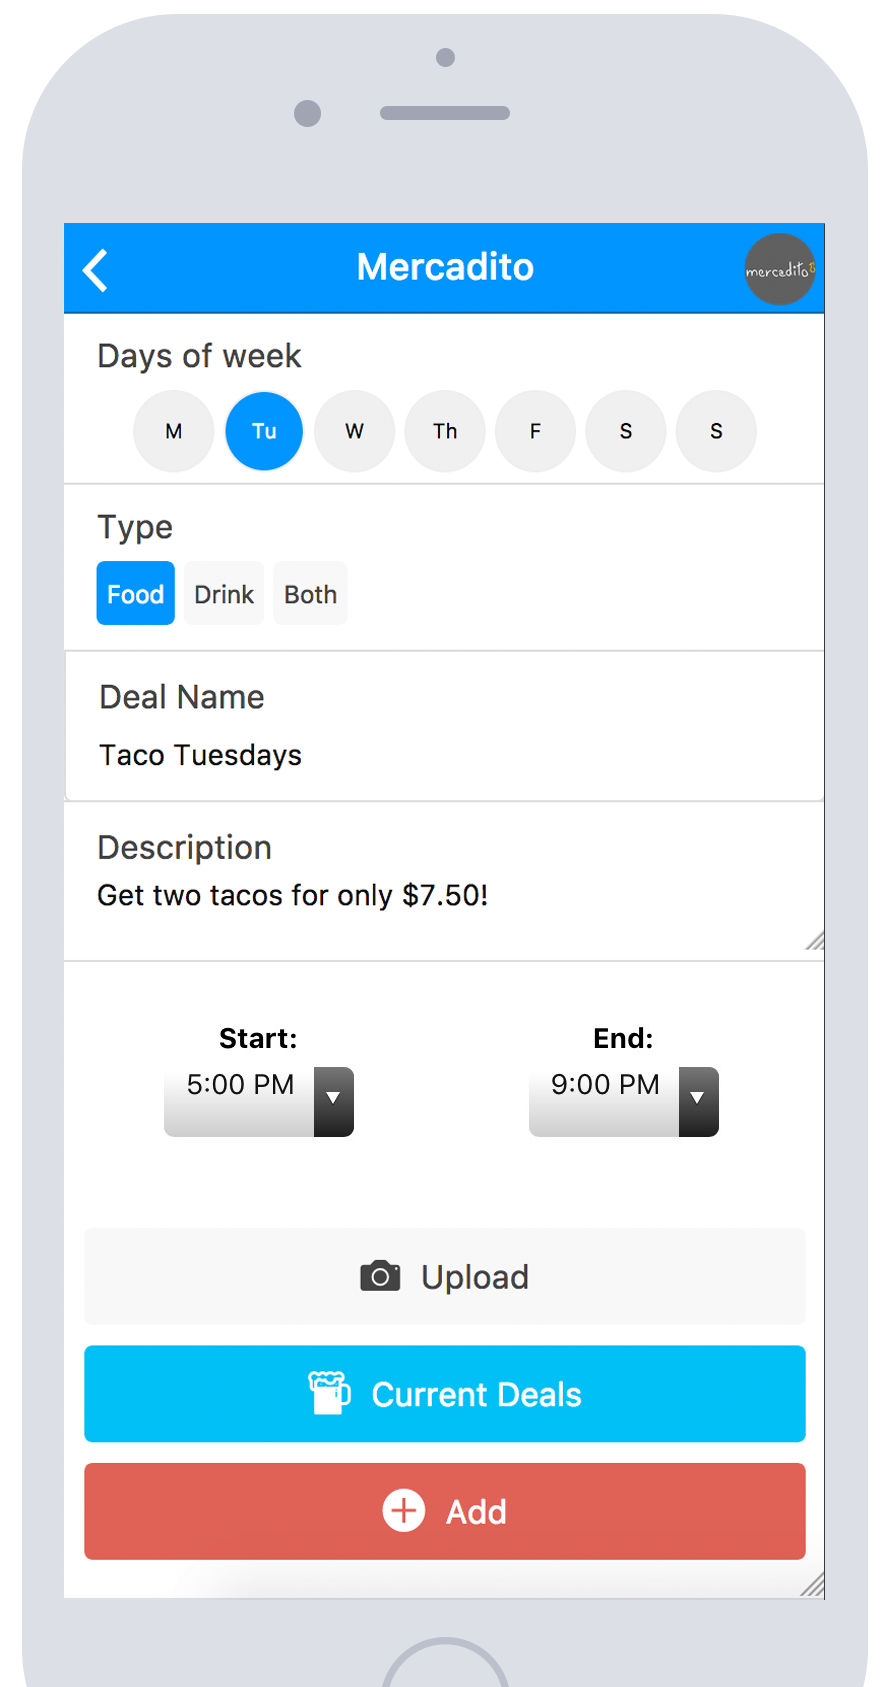 Mercadito
mercadito
Days of week
M Tu W Th F S S
Type
Food Drink Both
Deal Name
Taco Tuesdays
Description
Get two tacos for only $7.50!
Start: End:
5:00 PM 9:00 PM
Upload
Current Deals
Add